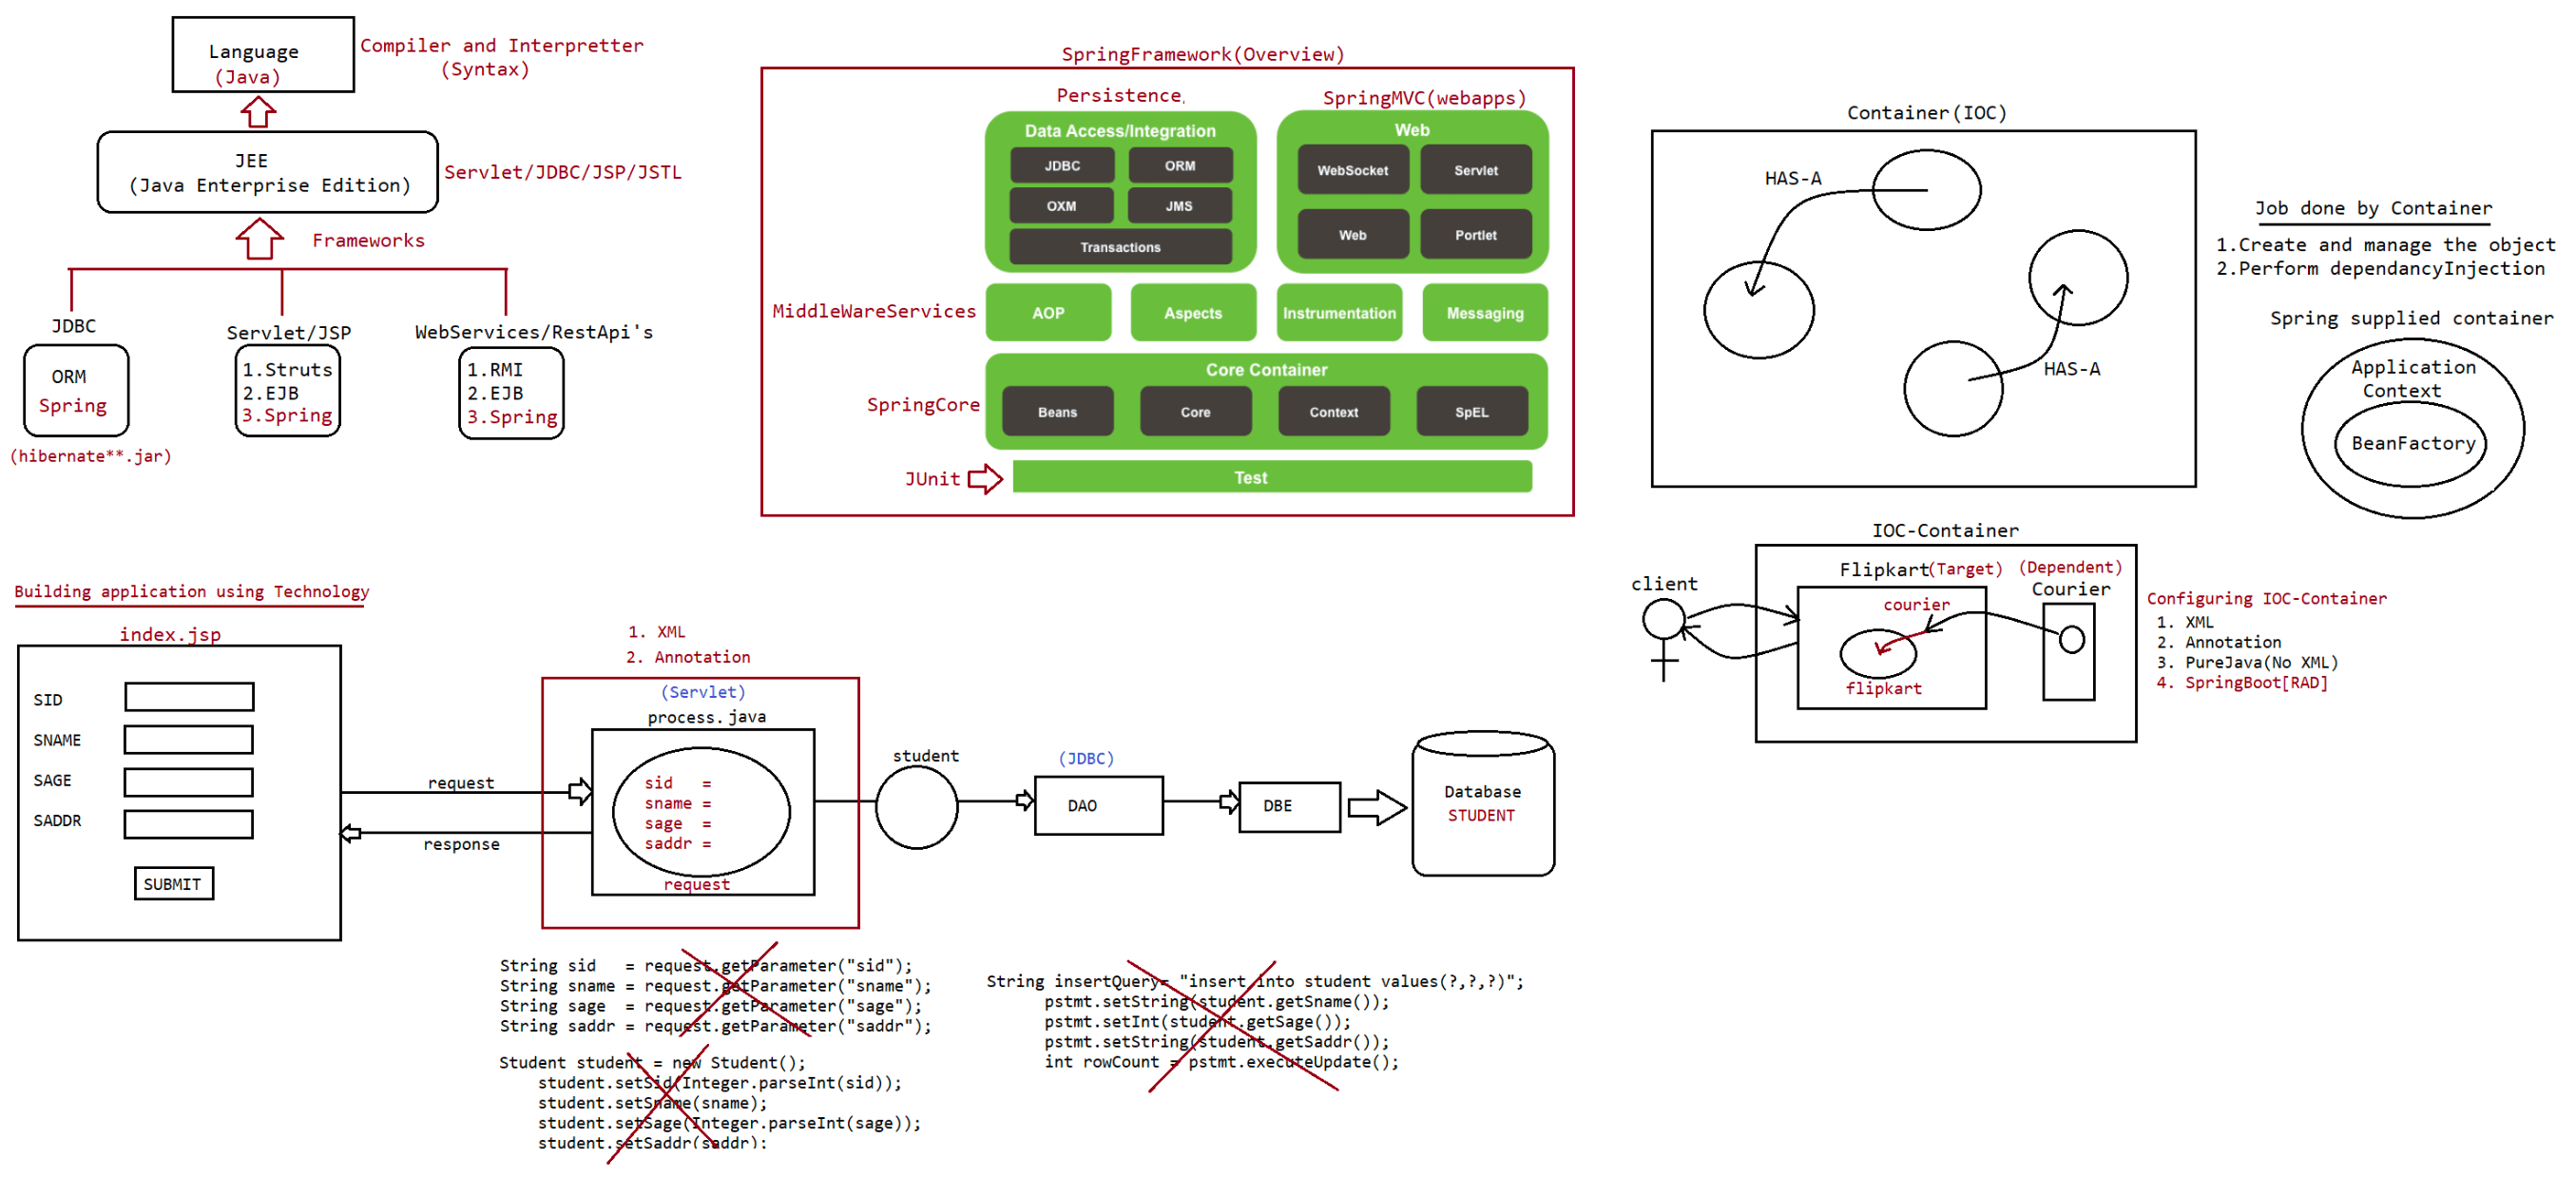 Language
(Java)
Compiler and Interpretter
(Syntax)
JEE
(Java Enterprise Edition)
Servlet/JDBC/JSP/JSTL
Frameworks
JDBC
ORM
Spring
(hibernate**.jar)
Servlet/JSP
1.Struts
2.EJB
3.Spring
WebServices/RestApi's
1.RMI
2.EJB
3.Spring
SpringFramework(Overview)
Persistence
SpringMVC(webapps)
Data Access/Integration
JDBC
ORM
OXM
JMS
Transactions
Web
WebSocket
Servlet
Web
Portlet
MiddleWareServices
AOP
Aspects
Instrumentation
Messaging
SpringCore
Core Container
Beans
Core
Context
SpEL
JUnit
Test
Container(IOC)
HAS-A
HAS-A
Job done by Container
1.Create and manage the object
2.Perform dependancyInjection
Spring supplied container
Application
Context
BeanFactory
IOC-Container
client
Flipkart(Target)
(Dependent)
Courier
courier
flipkart
Configuring IOC-Container
1. XML
2. Annotation
3. PureJava(No XML)
4. SpringBoot[RAD]
Building application using Technology
index.jsp
SID
SNAME
SAGE
SADDR
SUBMIT
request
response
1. XML
2. Annotation
(Servlet)
process.java
sid =
sname =
sage =
saddr =
request
student
(JDBC)
DAO
DBE
Database
STUDENT
String sid = request.getParameter("sid");
String sname = request.getParameter("sname");
String sage = request.getParameter("sage");
String saddr = request.getParameter("saddr");
Student student = new Student();
student.setSid(Integer.parseInt(sid));
student.setSname(sname);
student.setSage(Integer.parseInt(sage));
student.setSaddr(saddr);
String insertQuery= "insert into student values(?,?,?)";
pstmt.setString(student.getSname());
pstmt.setInt(student.getSage());
pstmt.setString(student.getSaddr());
int rowCount = pstmt.executeUpdate();